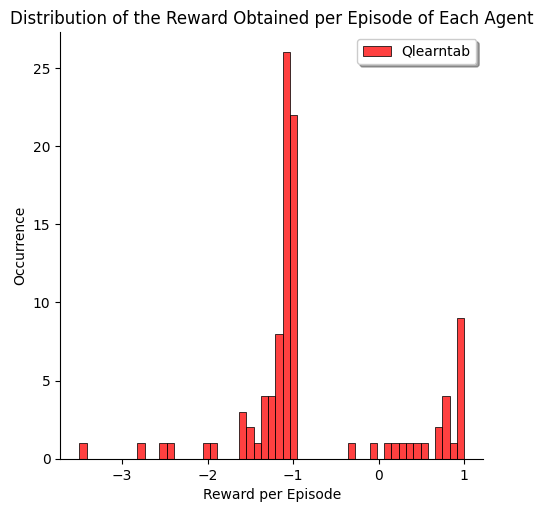 Distribution of the Reward Obtained per Episode of Each Agent
Qlearntab
25
20
15
10
5
0
Occurrence
−3
−2
−1
0
1
Reward per Episode